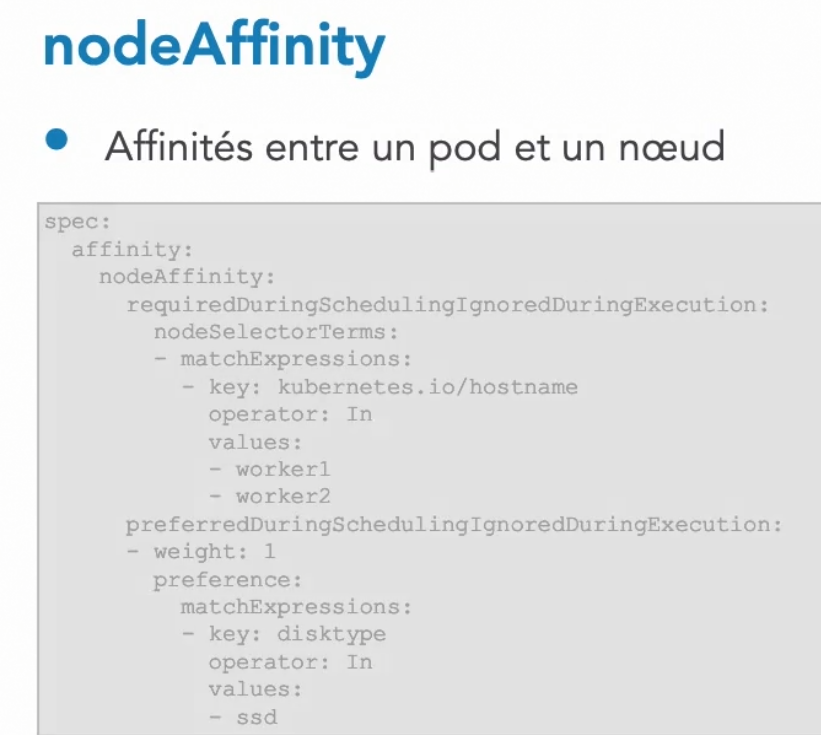 nodeAffinity
• Affinités entre un pod et un nœud
spec:
  affinity:
    nodeAffinity:
      requiredDuringSchedulingIgnoredDuringExecution:
        nodeSelectorTerms:
        - matchExpressions:
          - key: kubernetes.io/hostname
            operator: In
            values:
            - worker1
            - worker2
      preferredDuringSchedulingIgnoredDuringExecution:
      - weight: 1
        preference:
          matchExpressions:
          - key: disktype
            operator: In
            values:
            - ssd